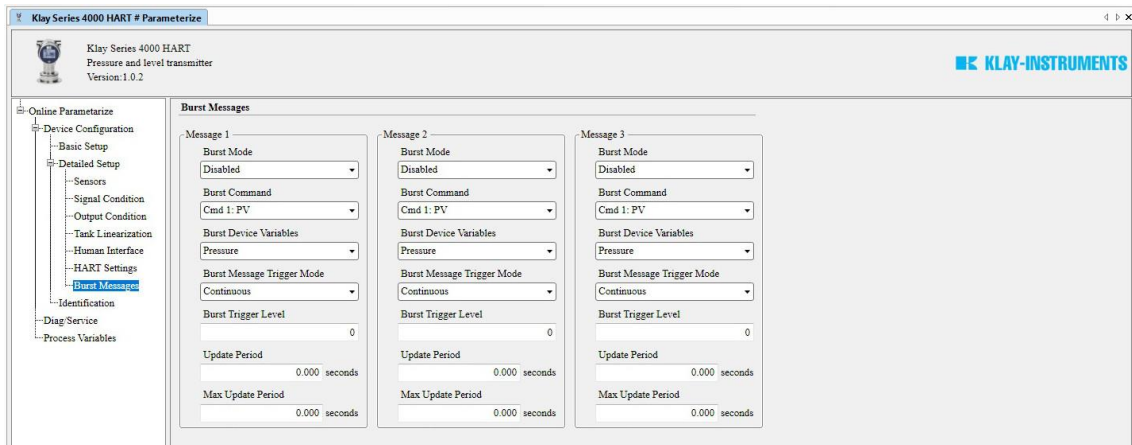 Klay Series 4000 HART # Parameterize
Klay Series 4000 HART
Pressure and level transmitter
Version:1.0.2
KLAY-INSTRUMENTS
Online Parametarize
Device Configuration
Basic Setup
Detailed Setup
Sensors
Signal Condition
Output Condition
Tank Linearization
Human Interface
HART Settings
Burst Messages
Identification
Diag/Service
Process Variables
Burst Messages
Message 1
Burst Mode
Disabled
Burst Command
Cmd 1: PV
Burst Device Variables
Pressure
Burst Message Trigger Mode
Continuous
Burst Trigger Level
0
Update Period
0.000 seconds
Max Update Period
0.000 seconds
Message 2
Burst Mode
Disabled
Burst Command
Cmd 1: PV
Burst Device Variables
Pressure
Burst Message Trigger Mode
Continuous
Burst Trigger Level
0
Update Period
0.000 seconds
Max Update Period
0.000 seconds
Message 3
Burst Mode
Disabled
Burst Command
Cmd 1: PV
Burst Device Variables
Pressure
Burst Message Trigger Mode
Continuous
Burst Trigger Level
0
Update Period
0.000 seconds
Max Update Period
0.000 seconds